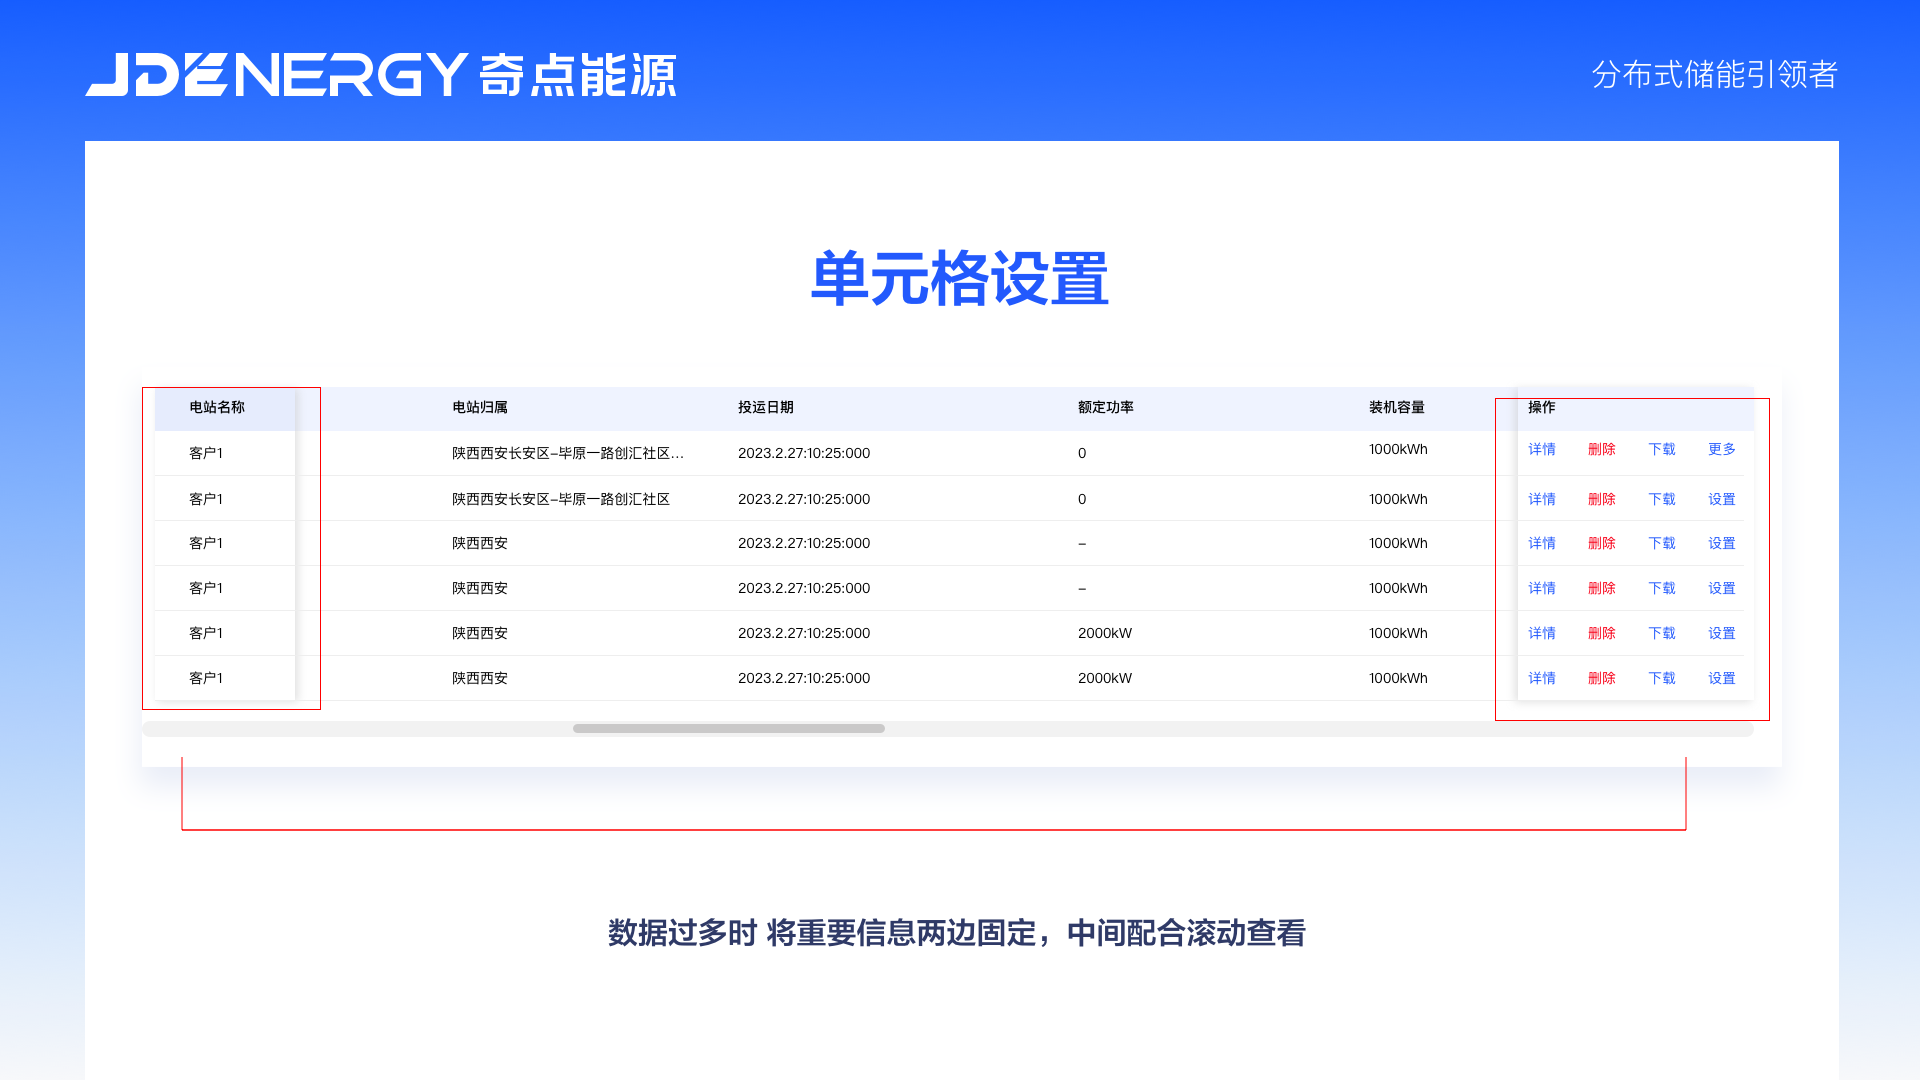 JDENERGY 奇点能源
分布式储能引领者
单元格设置
电站名称 电站归属 投运日期 额定功率 装机容量 操作
客户1 陕西西安长安区–毕原一路创汇社区... 2023.2.27:10:25:000 0 1000kWh 详情 删除 下载 更多
客户1 陕西西安长安区–毕原一路创汇社区 2023.2.27:10:25:000 0 1000kWh 详情 删除 下载 设置
客户1 陕西西安 2023.2.27:10:25:000 – 1000kWh 详情 删除 下载 设置
客户1 陕西西安 2023.2.27:10:25:000 – 1000kWh 详情 删除 下载 设置
客户1 陕西西安 2023.2.27:10:25:000 2000kW 1000kWh 详情 删除 下载 设置
客户1 陕西西安 2023.2.27:10:25:000 2000kW 1000kWh 详情 删除 下载 设置
数据过多时 将重要信息两边固定，中间配合滚动查看